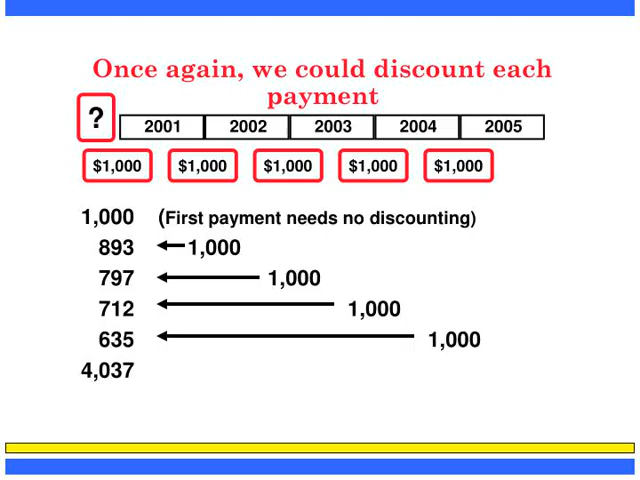 Once again, we could discount each
payment
?
2001 2002 2003 2004 2005
$1,000 $1,000 $1,000 $1,000 $1,000
1,000 (First payment needs no discounting)
893 1,000
797 1,000
712 1,000
635 1,000
4,037